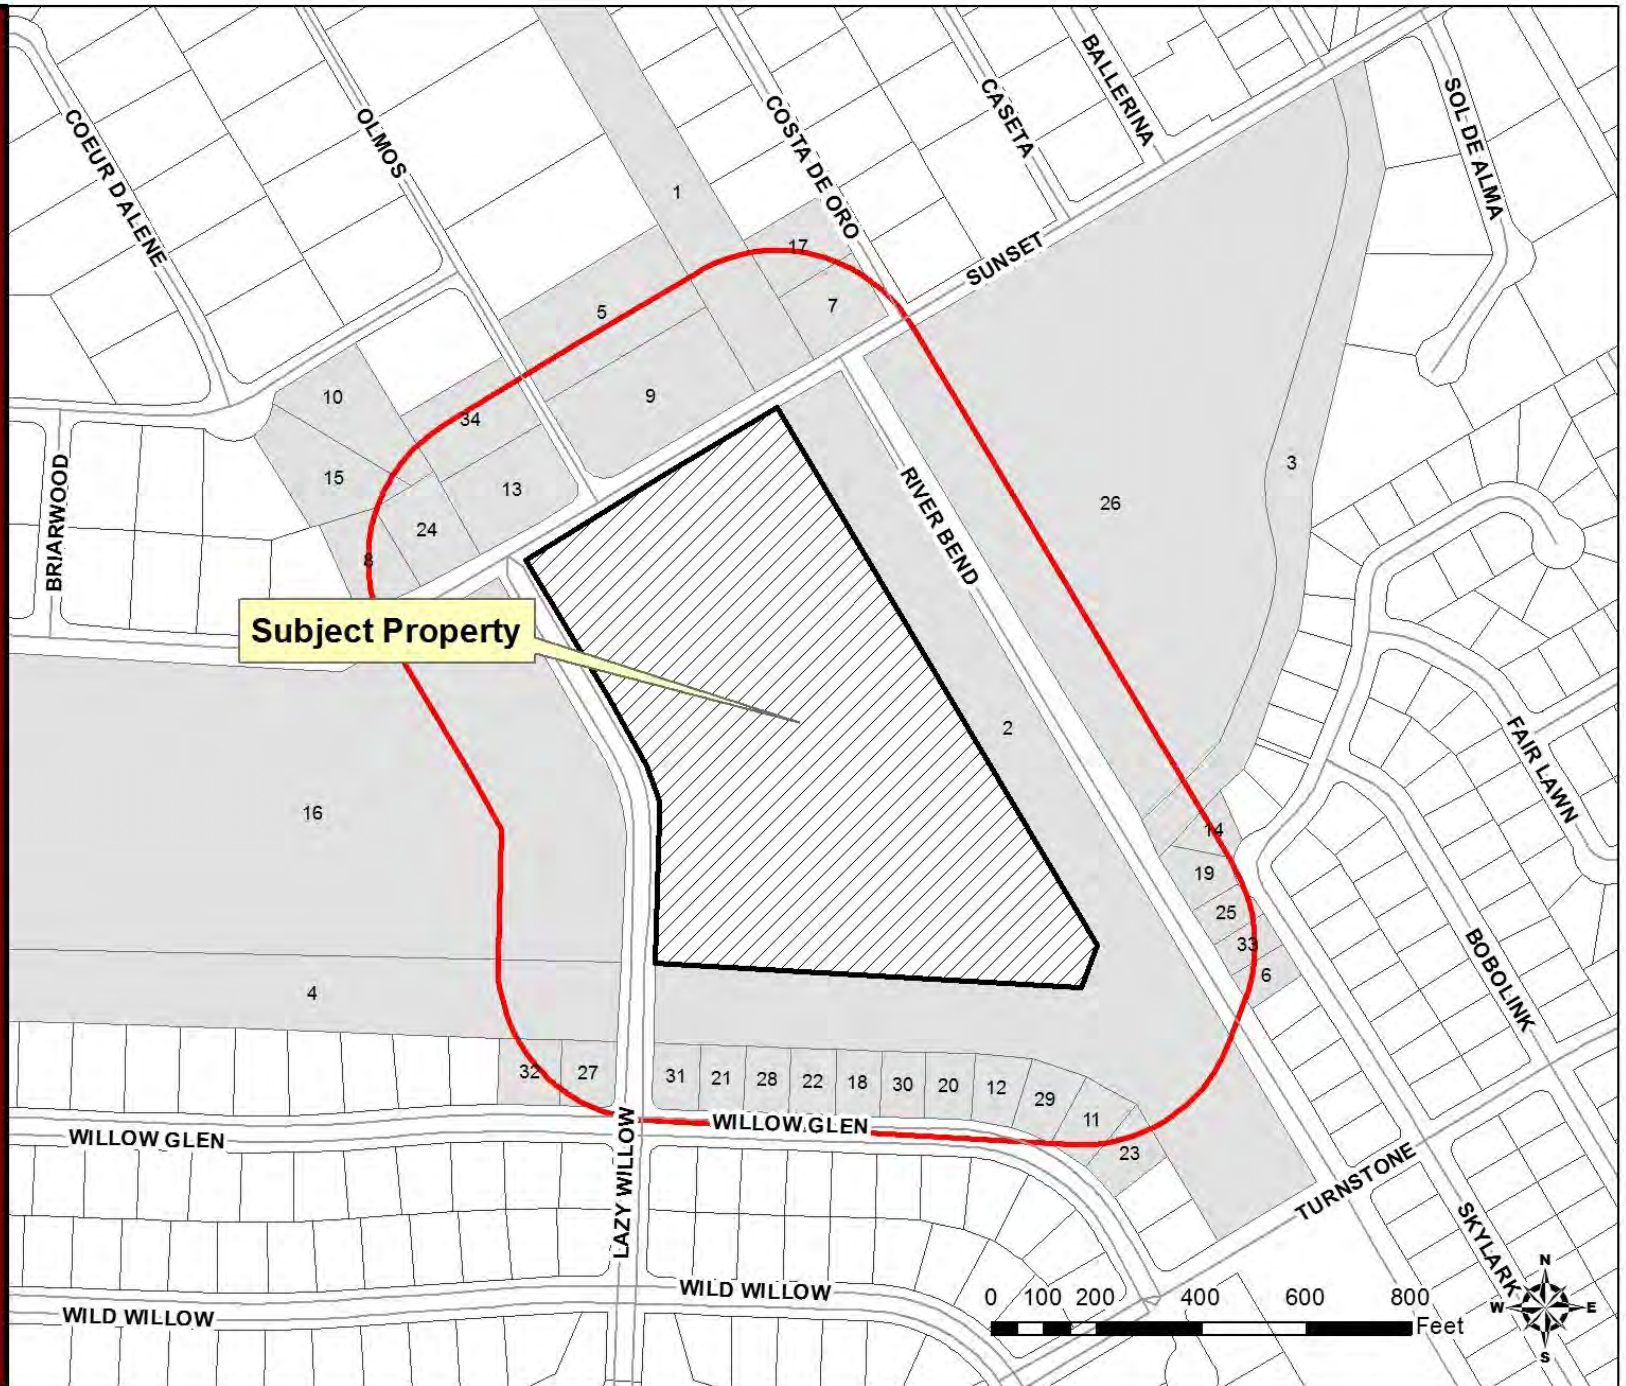 BALLERINA
COEUR D ALENE
OLMOS
COSTA DE ORO
CASETA
SOL DE ALMA
1
17
SUNSET
5
7
10
9
34
15
13
3
BRIARWOOD
26
24
RIVER BEND
8
Subject Property
2
FAIR LAWN
16
14
19
25
33
BOBOLINK
6
4
32
27
31
21
28
22
18
30
20
12
29
11
WILLOW GLEN
WILLOW GLEN
23
LAZY WILLOW
TURNSTONE
SKYLARK
WILD WILLOW
WILD WILLOW
0 100 200 400 600 800
Feet
N
W E
S